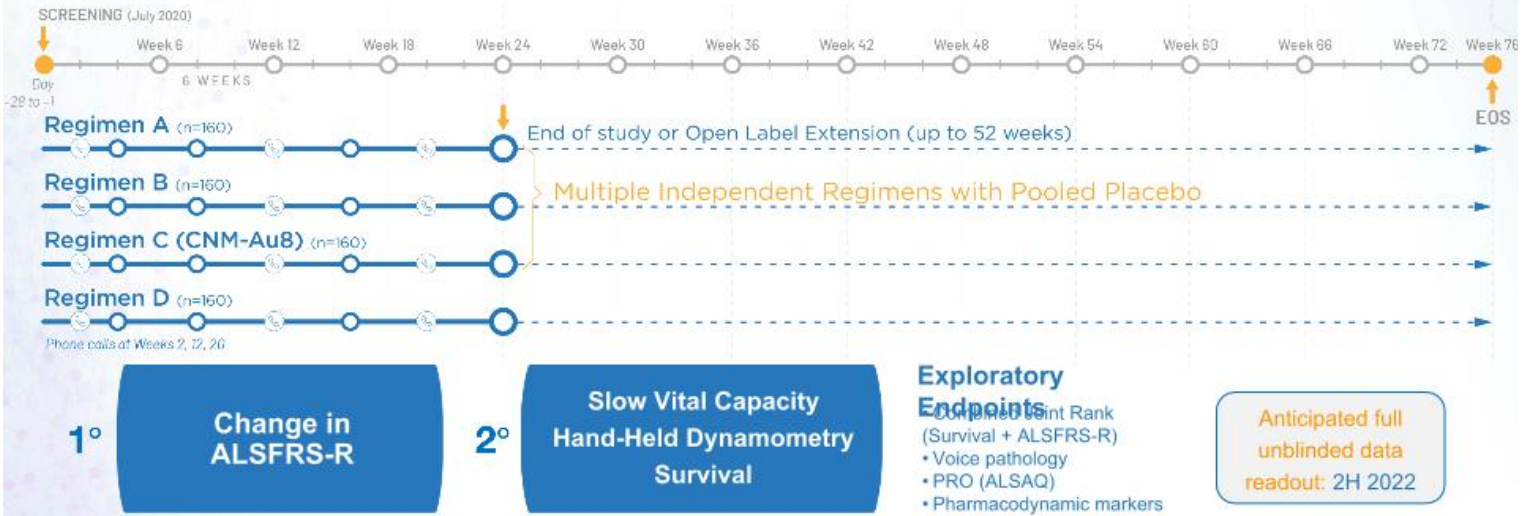 SCREENING (July 2020)
Week 6 Week 12 Week 18 Week 24 Week 30 Week 36 Week 42 Week 48 Week 54 Week 60 Week 66 Week 72 Week 76
Day
-28 to -1
6 WEEKS
EOS
Regimen A (n=160)
End of study or Open Label Extension (up to 52 weeks)
Regimen B (n=160)
Multiple Independent Regimens with Pooled Placebo
Regimen C (CNM-Au8) (n=160)
Regimen D (n=160)
Phone calls at Weeks 2, 12, 20
1°
Change in
ALSFRS-R
2°
Slow Vital Capacity
Hand-Held Dynamometry
Survival
Exploratory
Endpoints
• Combined Joint Rank
(Survival + ALSFRS-R)
• Voice pathology
• PRO (ALSAQ)
• Pharmacodynamic markers
Anticipated full
unblinded data
readout: 2H 2022